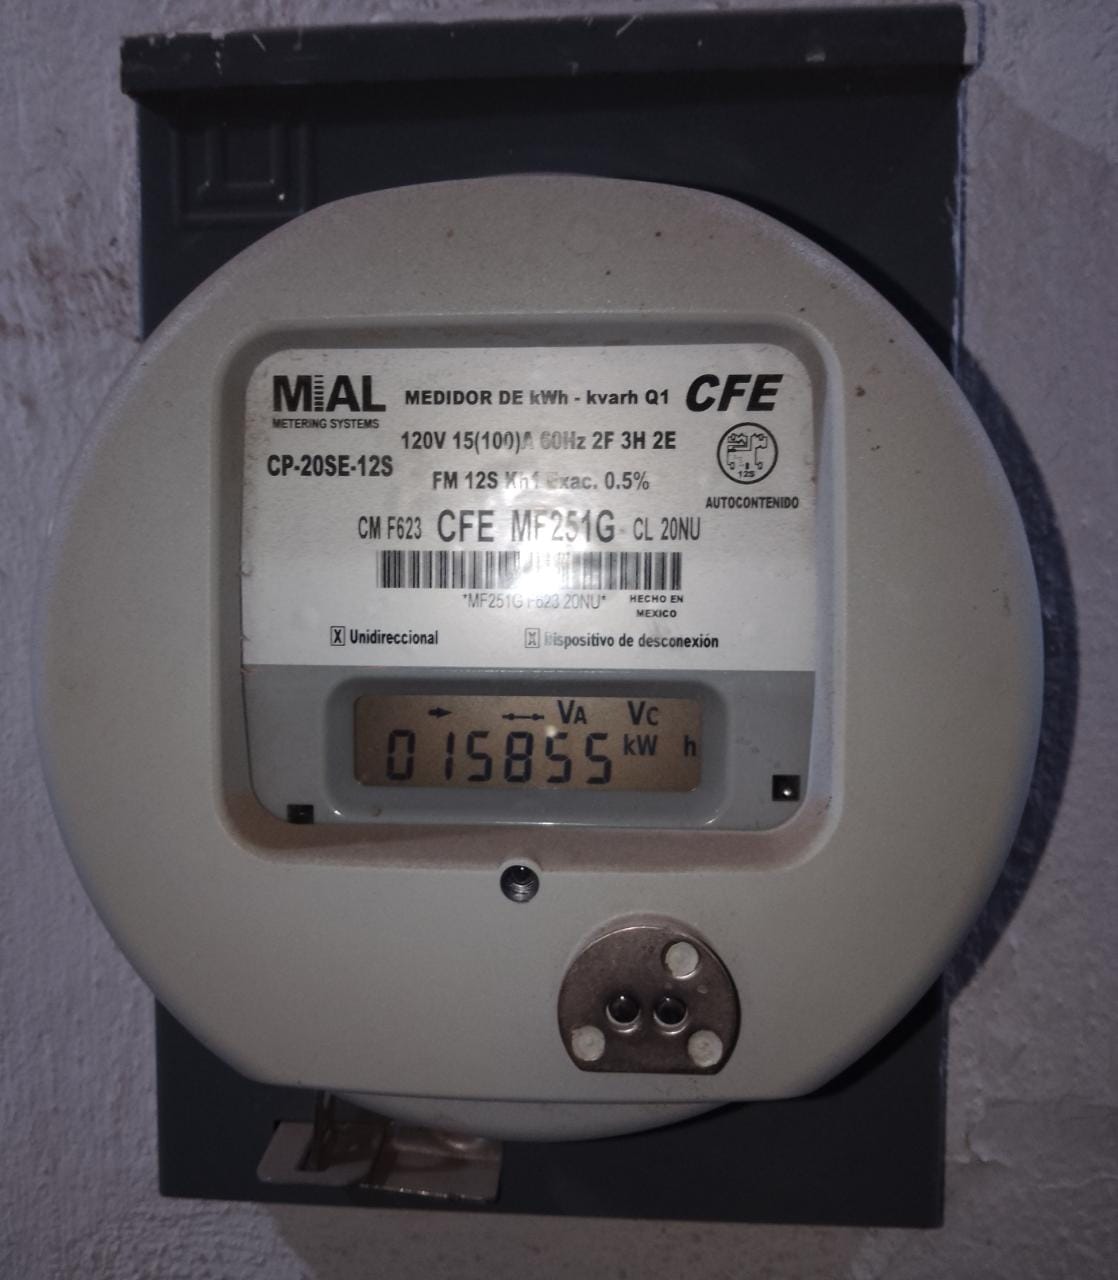 MIAL
METERING SYSTEMS
MEDIDOR DE kWh - kvarh Q1
CFE
120V 15(100)A 60Hz 2F 3H 2E
CP-20SE-12S
FM 12S Kh1 Exac. 0.5%
12S
AUTOCONTENIDO
CM F623 CFE MF251G CL 20NU
*MF251G F623 20NU*
HECHO EN
MEXICO
X Unidireccional
X Dispositivo de desconexión
VA VC
015855 kW h